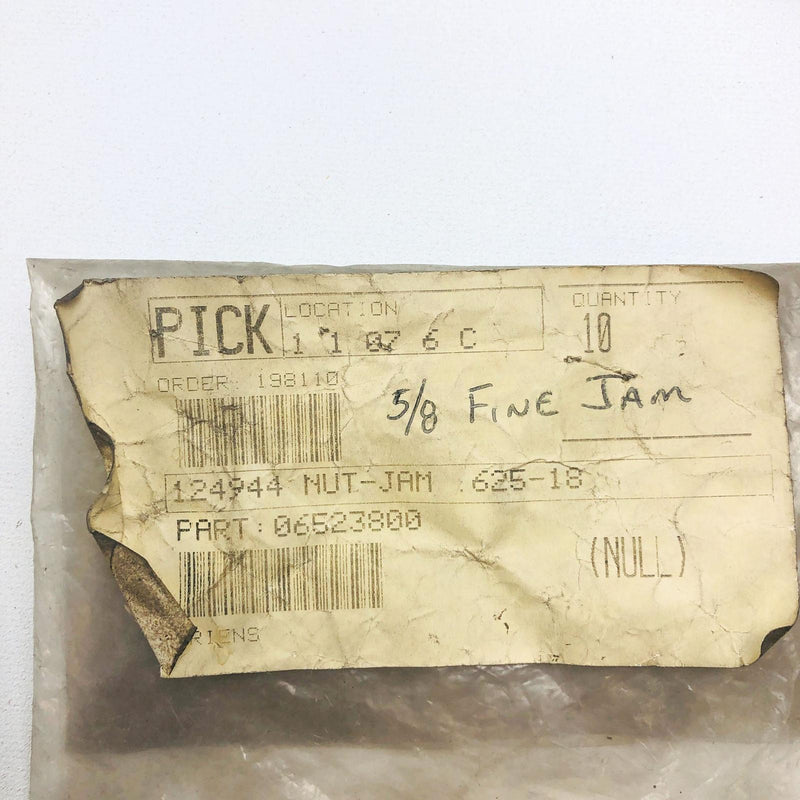 PICK
LOCATION
1 1 07 6 C
QUANTITY
10
ORDER: 198110
5/8 FINE JAM
124944 NUT-JAM .625-18
PART: 06523800
(NULL)
RIENS